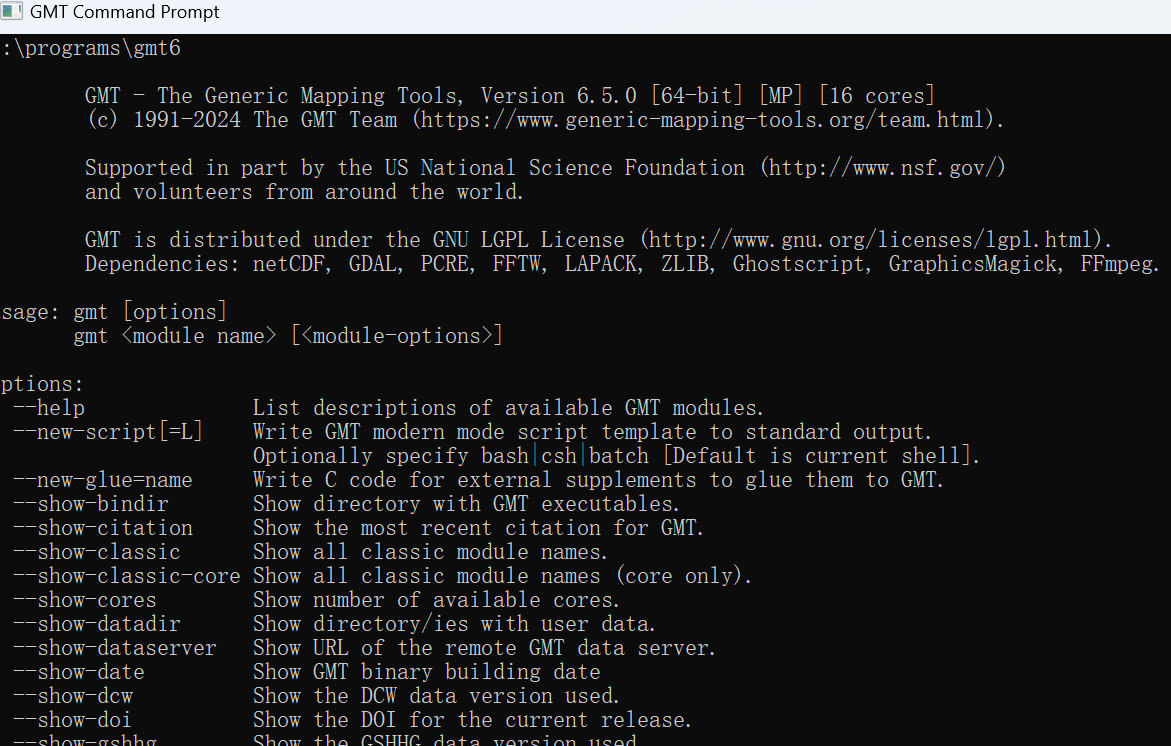 GMT Command Prompt
:\programs\gmt6
GMT - The Generic Mapping Tools, Version 6.5.0 [64-bit] [MP] [16 cores]
(c) 1991-2024 The GMT Team (https://www.generic-mapping-tools.org/team.html).
Supported in part by the US National Science Foundation (http://www.nsf.gov/)
and volunteers from around the world.
GMT is distributed under the GNU LGPL License (http://www.gnu.org/licenses/lgpl.html).
Dependencies: netCDF, GDAL, PCRE, FFTW, LAPACK, ZLIB, Ghostscript, GraphicsMagick, FFmpeg.
sage: gmt [options]
gmt <module name> [<module-options>]
ptions:
--help List descriptions of available GMT modules.
--new-script[=L] Write GMT modern mode script template to standard output.
Optionally specify bash|csh|batch [Default is current shell].
--new-glue=name Write C code for external supplements to glue them to GMT.
--show-bindir Show directory with GMT executables.
--show-citation Show the most recent citation for GMT.
--show-classic Show all classic module names.
--show-classic-core Show all classic module names (core only).
--show-cores Show number of available cores.
--show-datadir Show directory/ies with user data.
--show-dataserver Show URL of the remote GMT data server.
--show-date Show GMT binary building date
--show-dcw Show the DCW data version used.
--show-doi Show the DOI for the current release.
--show-gshhg Show the GSHHG data version used.